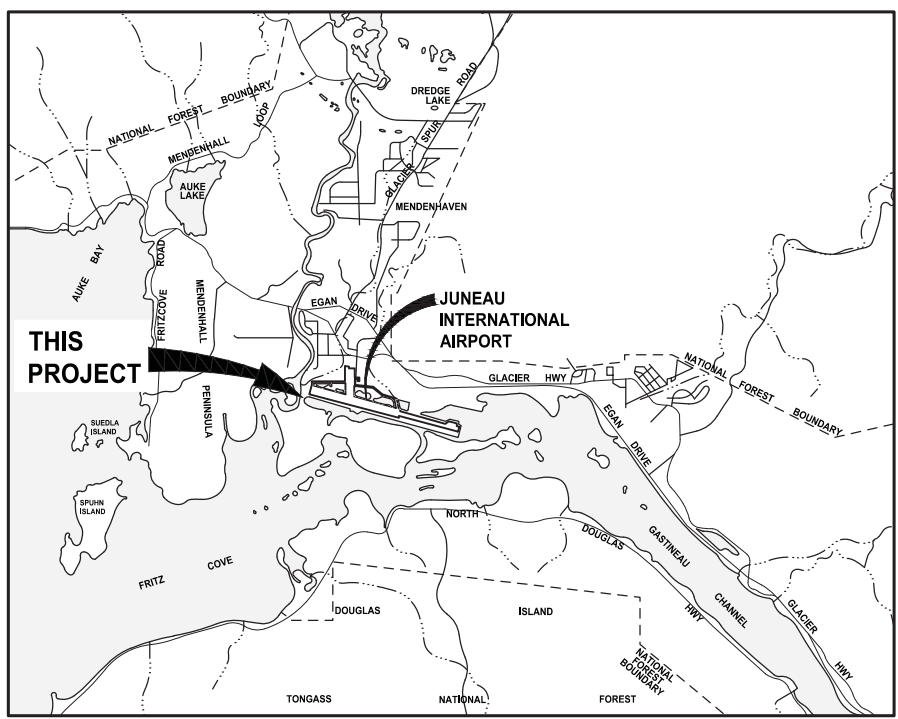 DREDGE
LAKE
ROAD
SPUR
GLACIER
NATIONAL FOREST BOUNDARY
LOOP
MENDENHALL
AUKE
LAKE
MENDENHAVEN
AUKE BAY
FRITZCOVE ROAD
MENDENHALL
PENINSULA
EGAN DRIVE
JUNEAU
INTERNATIONAL
AIRPORT
THIS
PROJECT
GLACIER HWY
NATIONAL FOREST BOUNDARY
EGAN DRIVE
SUEDLA
ISLAND
SPUHN
ISLAND
FRITZ COVE
NORTH
DOUGLAS
HWY
GASTINEAU
CHANNEL
GLACIER
HWY
DOUGLAS ISLAND
NATIONAL
FOREST
BOUNDARY
TONGASS NATIONAL FOREST